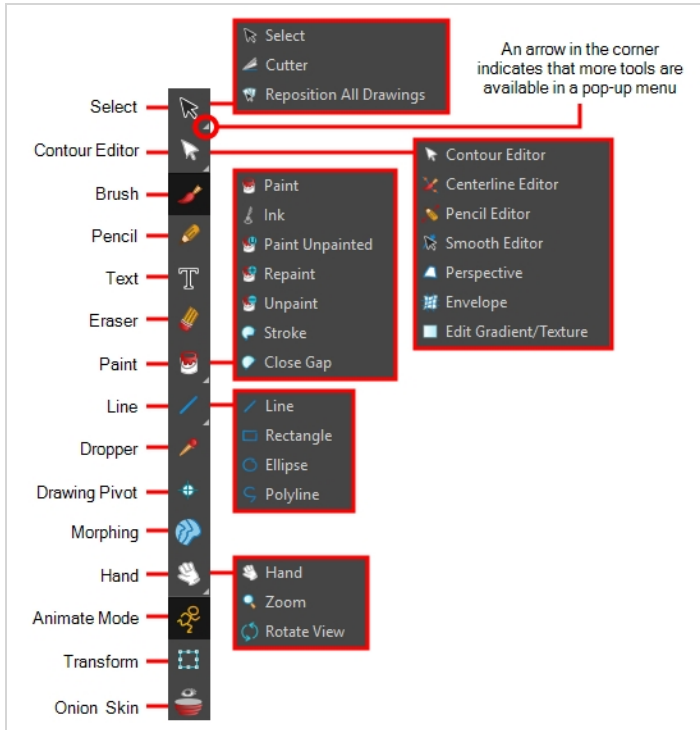 Select
Cutter
Reposition All Drawings
An arrow in the corner
indicates that more tools are
available in a pop-up menu
Select
Contour Editor
Brush
Pencil
Text
Eraser
Paint
Line
Dropper
Drawing Pivot
Morphing
Hand
Animate Mode
Transform
Onion Skin
Contour Editor
Centerline Editor
Pencil Editor
Smooth Editor
Perspective
Envelope
Edit Gradient/Texture
Paint
Ink
Paint Unpainted
Repaint
Unpaint
Stroke
Close Gap
Line
Rectangle
Ellipse
Polyline
Hand
Zoom
Rotate View